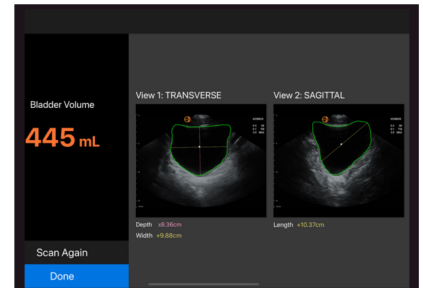 Bladder Volume
445 mL
View 1: TRANSVERSE
View 2: SAGITTAL
Depth x8.36cm
Width +9.88cm
Length +10.37cm
Scan Again
Done